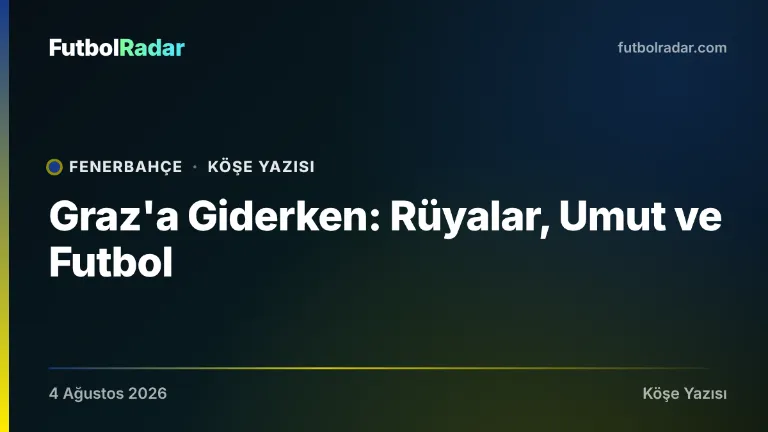 FutbolRadar
futbolradar.com
FENERBAHÇE · KÖŞE YAZISI
Graz'a Giderken: Rüyalar, Umut ve
Futbol
4 Ağustos 2026
Köşe Yazısı